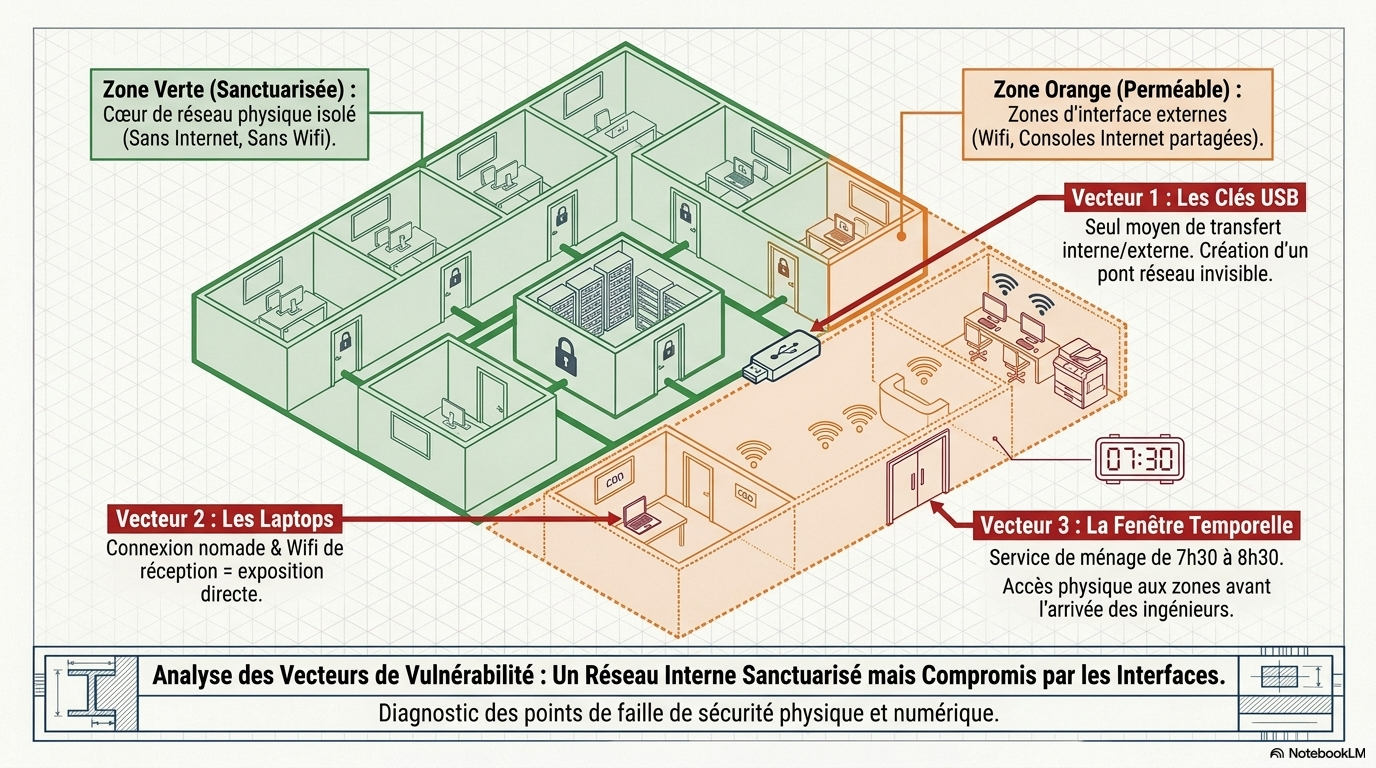 Zone Verte (Sanctuarisée) :
Cœur de réseau physique isolé
(Sans Internet, Sans Wifi).
Zone Orange (Perméable) :
Zones d'interface externes
(Wifi, Consoles Internet partagées).
Vecteur 1 : Les Clés USB
Seul moyen de transfert
interne/externe. Création d'un
pont réseau invisible.
07:30
Vecteur 2 : Les Laptops
Connexion nomade & Wifi de
réception = exposition
directe.
Vecteur 3 : La Fenêtre Temporelle
Service de ménage de 7h30 à 8h30.
Accès physique aux zones avant
l'arrivée des ingénieurs.
Analyse des Vecteurs de Vulnérabilité : Un Réseau Interne Sanctuarisé mais Compromis par les Interfaces.
Diagnostic des points de faille de sécurité physique et numérique.
NotebookLM